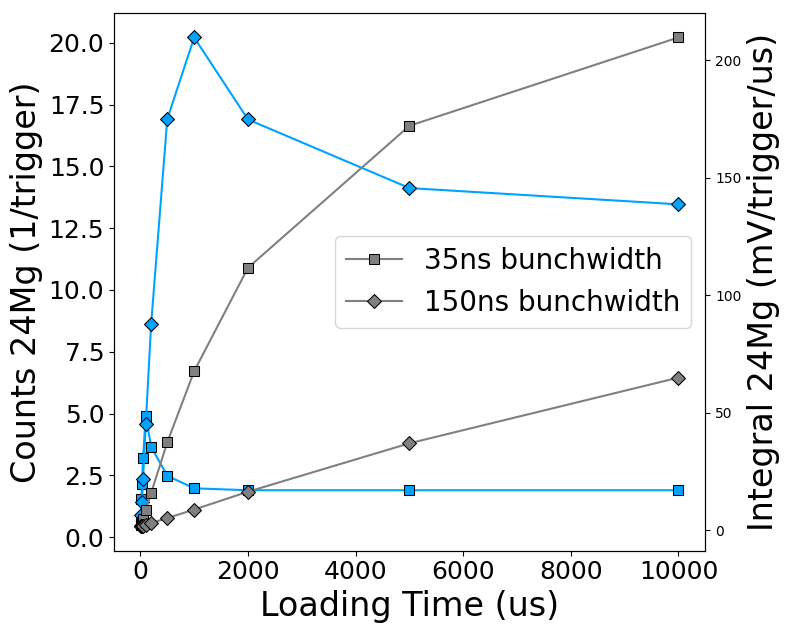 Counts 24Mg (1/trigger)
20.0
17.5
15.0
12.5
10.0
7.5
5.0
2.5
0.0
35ns bunchwidth
150ns bunchwidth
200
150
100
50
0
Integral 24Mg (mV/trigger/us)
0 2000 4000 6000 8000 10000
Loading Time (us)